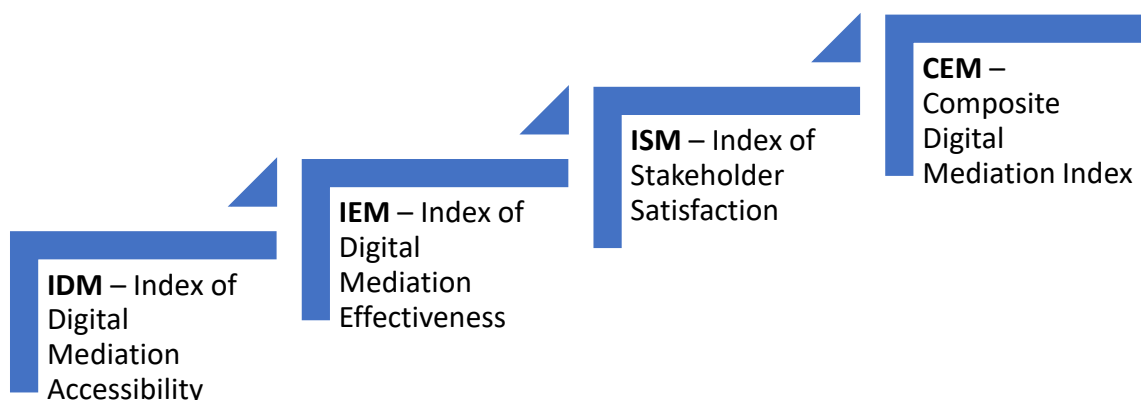 IDM – Index of
Digital
Mediation
Accessibility
IEM – Index of
Digital
Mediation
Effectiveness
ISM – Index of
Stakeholder
Satisfaction
CEM –
Composite
Digital
Mediation Index